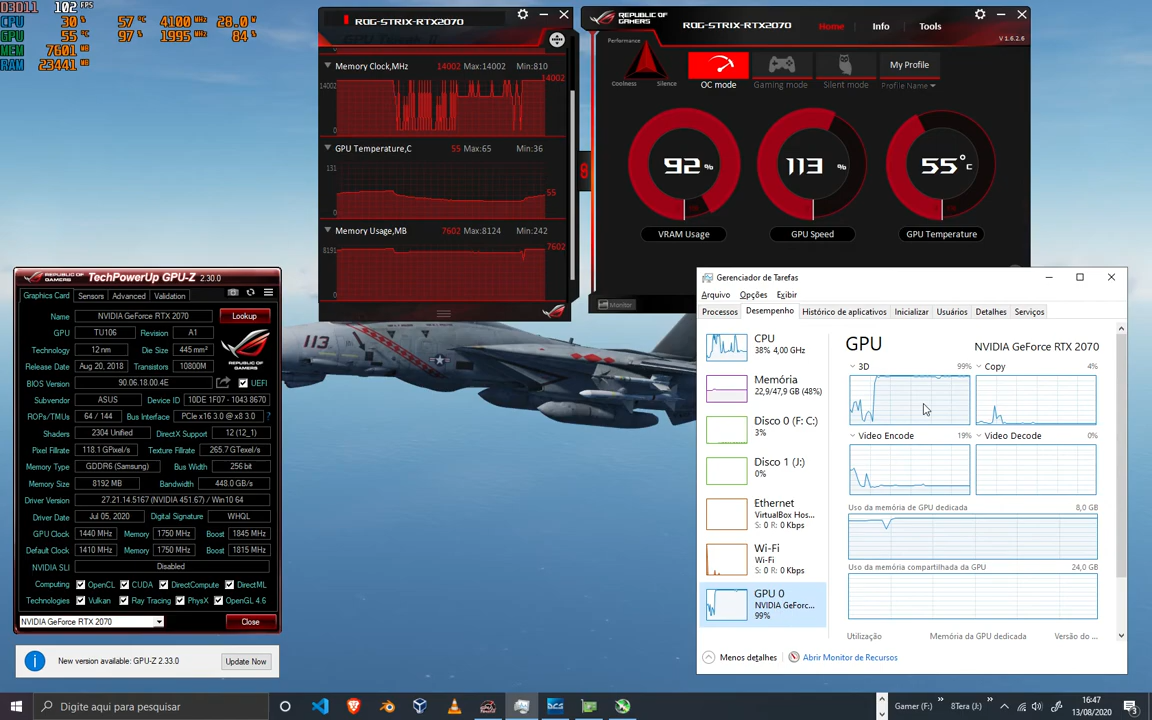 D3D11 102 FPS
CPU 30 % 57 °C 4100 MHz 28.0 W
GPU 55 °C 97 % 1995 MHz 84 %
MEM 7601 MB
RAM 23441 MB
ROG-STRIX-RTX2070
Memory Clock,MHz 14002 Max:14002 Min:810
14002
14002
0
GPU Temperature,C 55 Max:65 Min:36
131
55
0
Memory Usage,MB 7602 Max:8124 Min:242
8191
7602
0
REPUBLIC OF GAMERS
ROG-STRIX-RTX2070
Home Info Tools
V 1.6.2.6
Performance
Coolness Silence
OC mode
Gaming mode
Silent mode
My Profile
Profile Name
92 %
113 %
55°C
VRAM Usage
GPU Speed
GPU Temperature
Monitor
REPUBLIC OF GAMERS TechPowerUp GPU-Z 2.30.0
Graphics Card Sensors Advanced Validation
Name NVIDIA GeForce RTX 2070 Lookup
GPU TU106 Revision A1
Technology 12 nm Die Size 445 mm²
Release Date Aug 20, 2018 Transistors 10800M
BIOS Version 90.06.18.00.4E UEFI
Subvendor ASUS Device ID 10DE 1F07 - 1043 8670
ROPs/TMUs 64 / 144 Bus Interface PCIe x16 3.0 @ x8 3.0 ?
Shaders 2304 Unified DirectX Support 12 (12_1)
Pixel Fillrate 118.1 GPixel/s Texture Fillrate 265.7 GTexel/s
Memory Type GDDR6 (Samsung) Bus Width 256 bit
Memory Size 8192 MB Bandwidth 448.0 GB/s
Driver Version 27.21.14.5167 (NVIDIA 451.67) / Win10 64
Driver Date Jul 05, 2020 Digital Signature WHQL
GPU Clock 1440 MHz Memory 1750 MHz Boost 1845 MHz
Default Clock 1410 MHz Memory 1750 MHz Boost 1815 MHz
NVIDIA SLI Disabled
Computing OpenCL CUDA DirectCompute DirectML
Technologies Vulkan Ray Tracing PhysX OpenGL 4.6
NVIDIA GeForce RTX 2070 Close
New version available: GPU-Z 2.33.0 Update Now
113
Gerenciador de Tarefas
Arquivo Opções Exibir
Processos Desempenho Histórico de aplicativos Inicializar Usuários Detalhes Serviços
CPU
38% 4,00 GHz
Memória
22,9/47,9 GB (48%)
Disco 0 (F: C:)
3%
Disco 1 (J:)
0%
Ethernet
VirtualBox Hos...
S: 0 R: 0 Kbps
Wi-Fi
Wi-Fi
S: 0 R: 0 Kbps
GPU 0
NVIDIA GeForc...
99%
GPU NVIDIA GeForce RTX 2070
3D 99% Copy 4%
Video Encode 19% Video Decode 0%
Uso da memória de GPU dedicada 8,0 GB
Uso da memória compartilhada da GPU 24,0 GB
Utilização Memória da GPU dedicada Versão do ...
Menos detalhes Abrir Monitor de Recursos
Digite aqui para pesquisar
DCS
Gamer (F:) » 8Tera (J:) »
16:47
13/08/2020
3